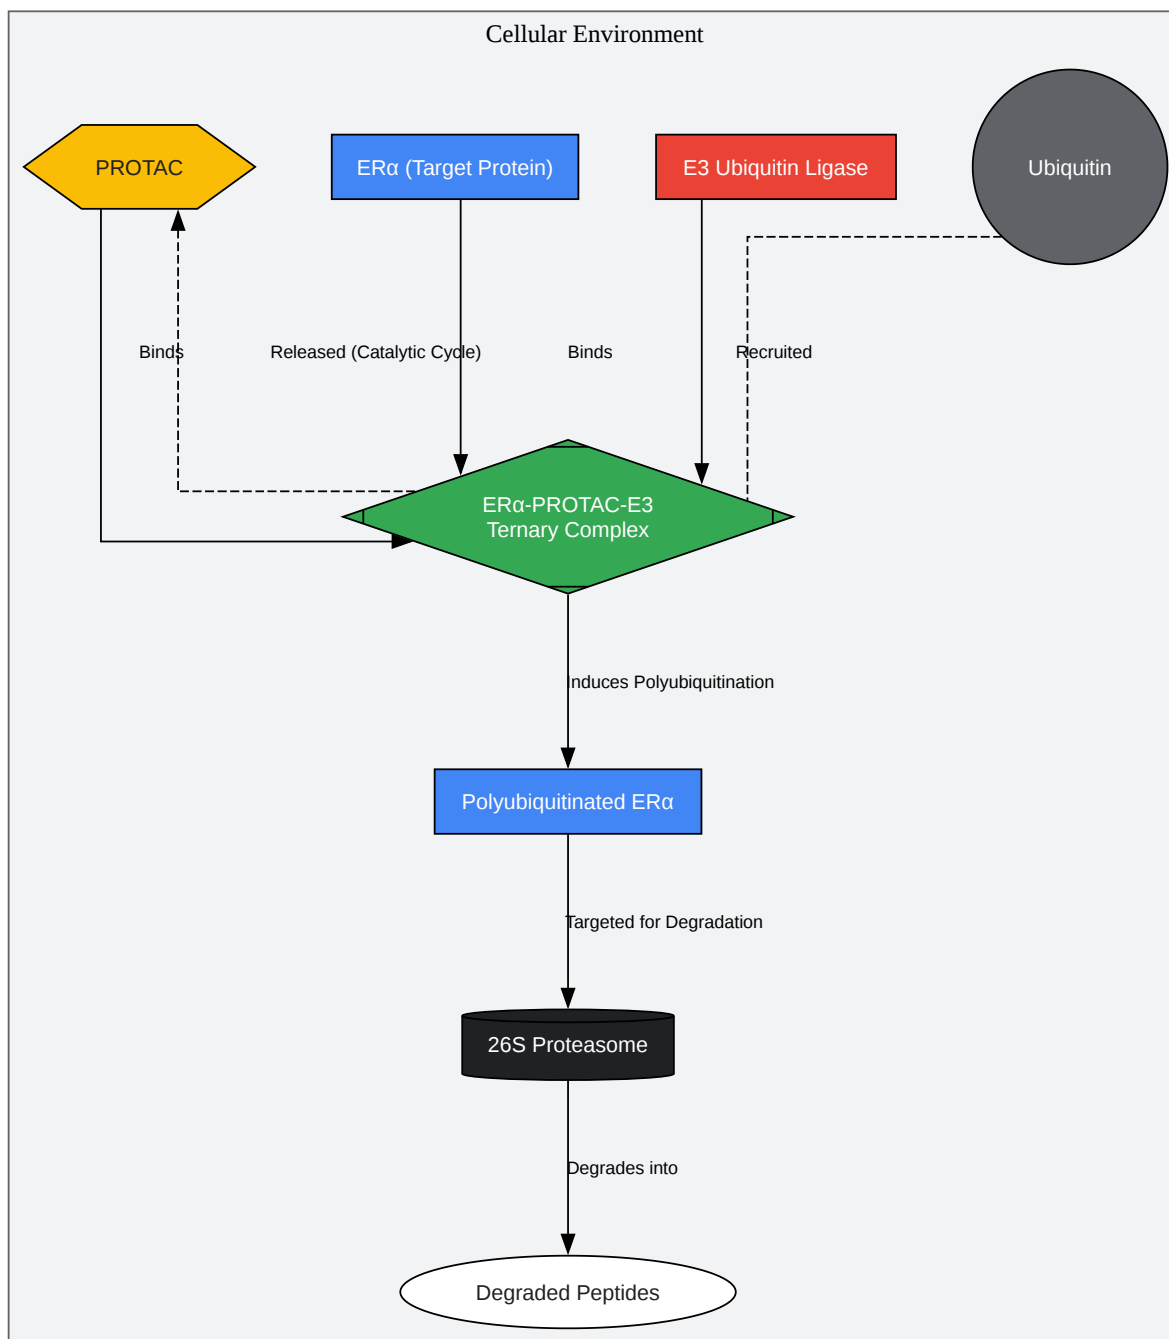 Cellular Environment
PROTAC
ERα (Target Protein)
E3 Ubiquitin Ligase
Ubiquitin
Binds
Released (Catalytic Cycle)
Binds
Recruited
ERα-PROTAC-E3
Ternary Complex
Induces Polyubiquitination
Polyubiquitinated ERα
Targeted for Degradation
26S Proteasome
Degrades into
Degraded Peptides